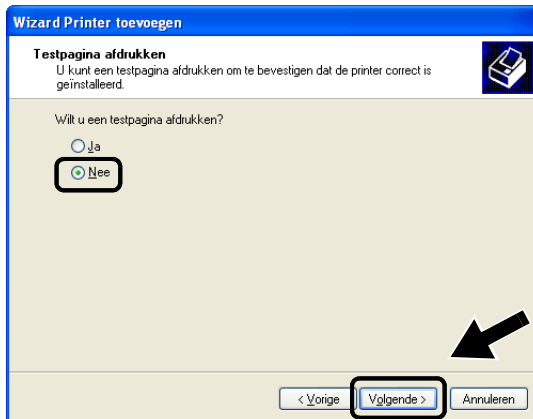 Wizard Printer toevoegen
Testpagina afdrukken
U kunt een testpagina afdrukken om te bevestigen dat de printer correct is
geïnstalleerd.
Wilt u een testpagina afdrukken?
Ja
Nee
< Vorige
Volgende >
Annuleren